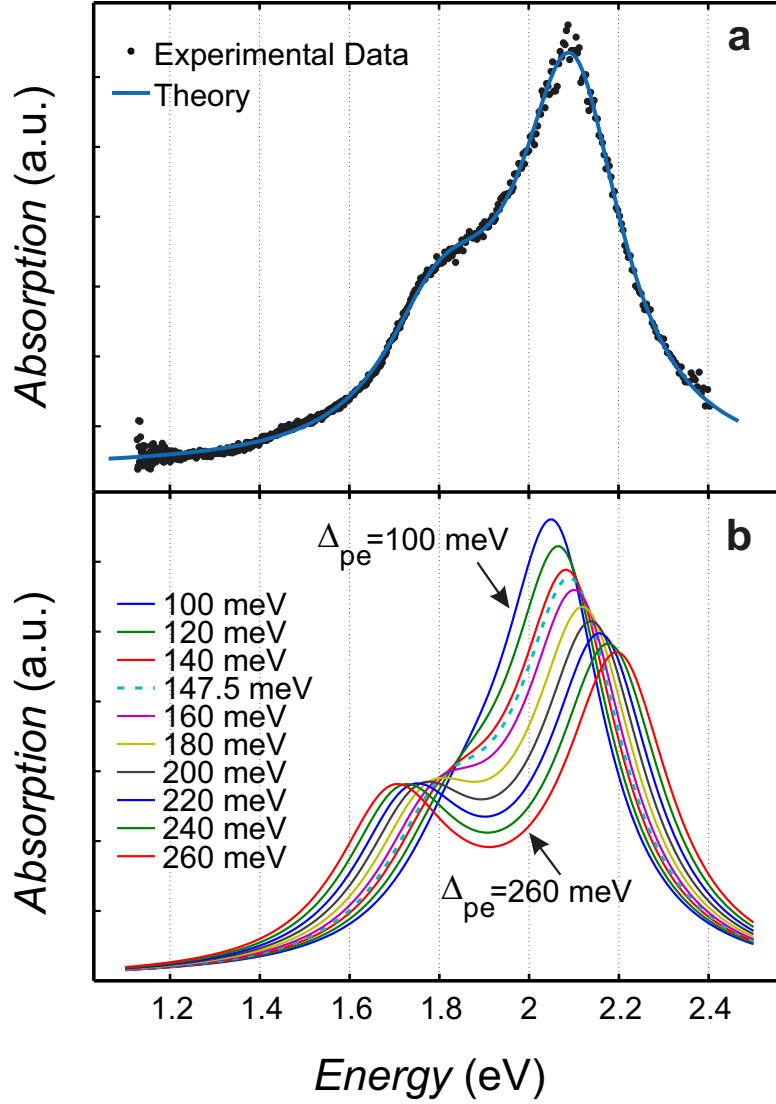 a
Experimental Data
Theory
Absorption (a.u.)
b
Δpe=100 meV
100 meV
120 meV
140 meV
147.5 meV
160 meV
180 meV
200 meV
220 meV
240 meV
260 meV
Δpe=260 meV
Absorption (a.u.)
1.2 1.4 1.6 1.8 2 2.2 2.4
Energy (eV)